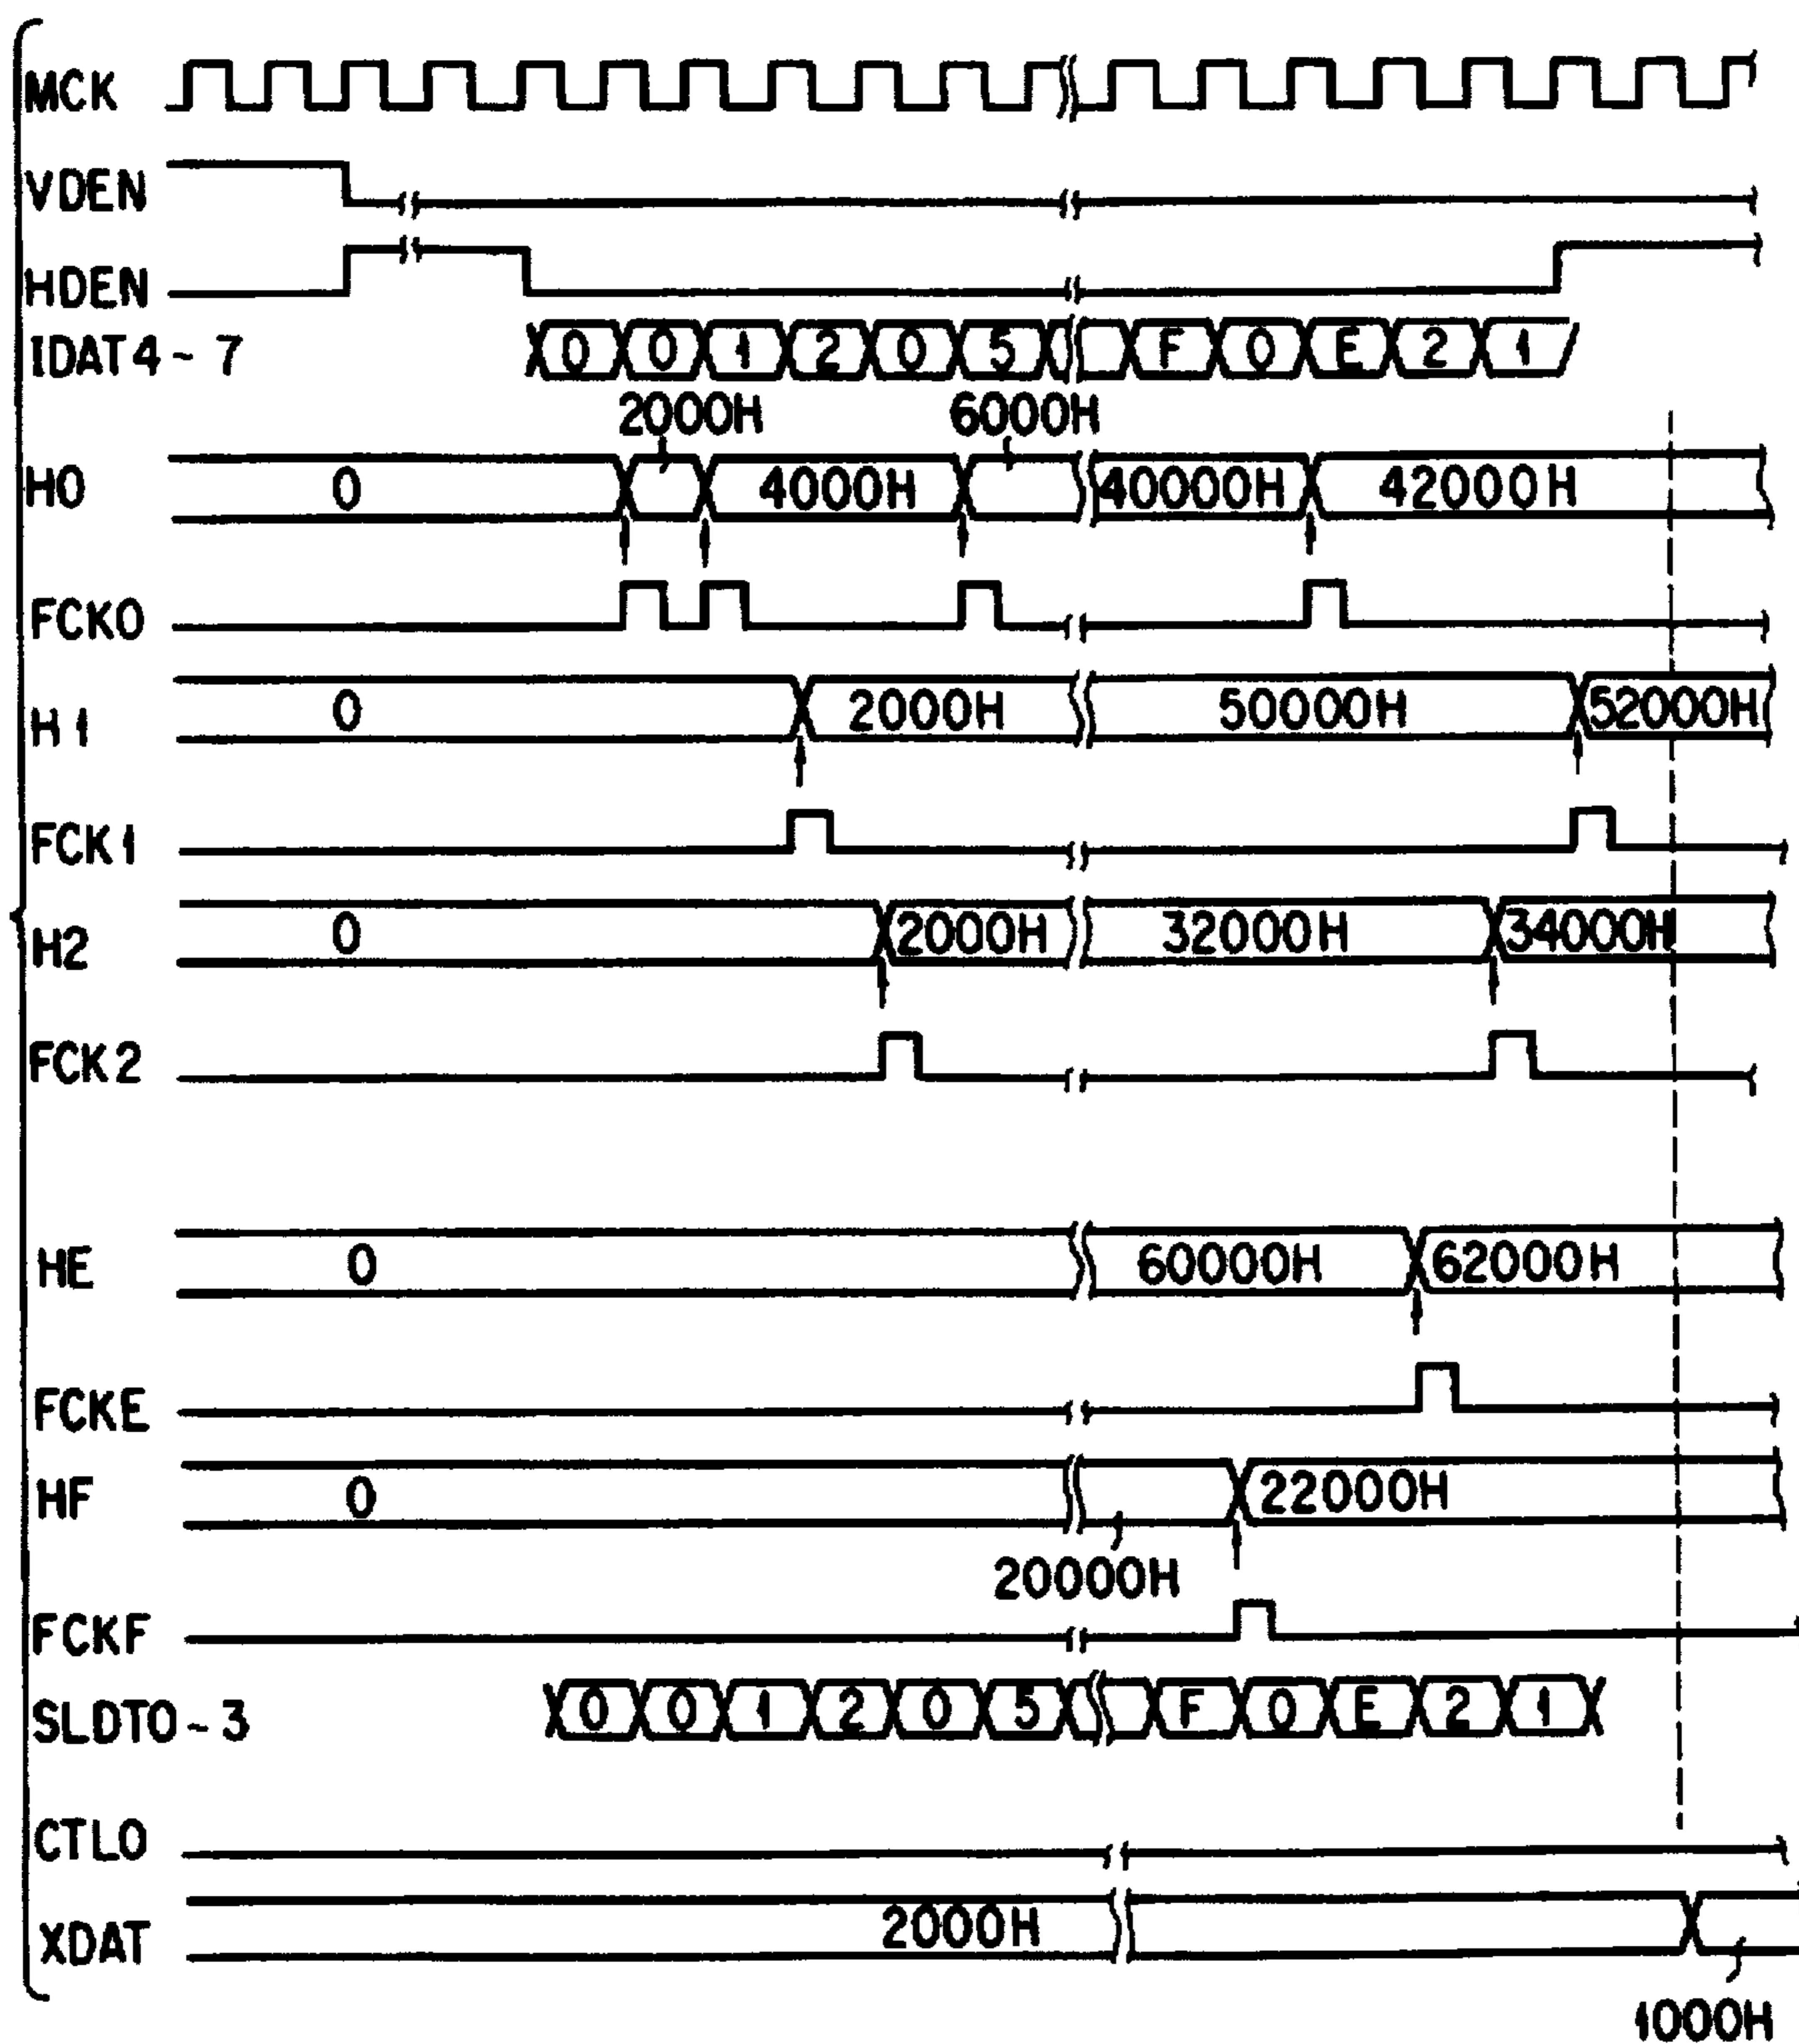 MCK
VDEN
HDEN
IDAT4~7 0 0 1 2 0 5 F 0 E 2 1
2000H 6000H
H0 0 4000H 40000H 42000H
FCK0
H1 0 2000H 50000H 52000H
FCK1
H2 0 2000H 32000H 34000H
FCK2
HE 0 60000H 62000H
FCKE
HF 0 22000H
20000H
FCKF
SLDT0~3 0 0 1 2 0 5 F 0 E 2 1
CTL0
XDAT 2000H
1000H